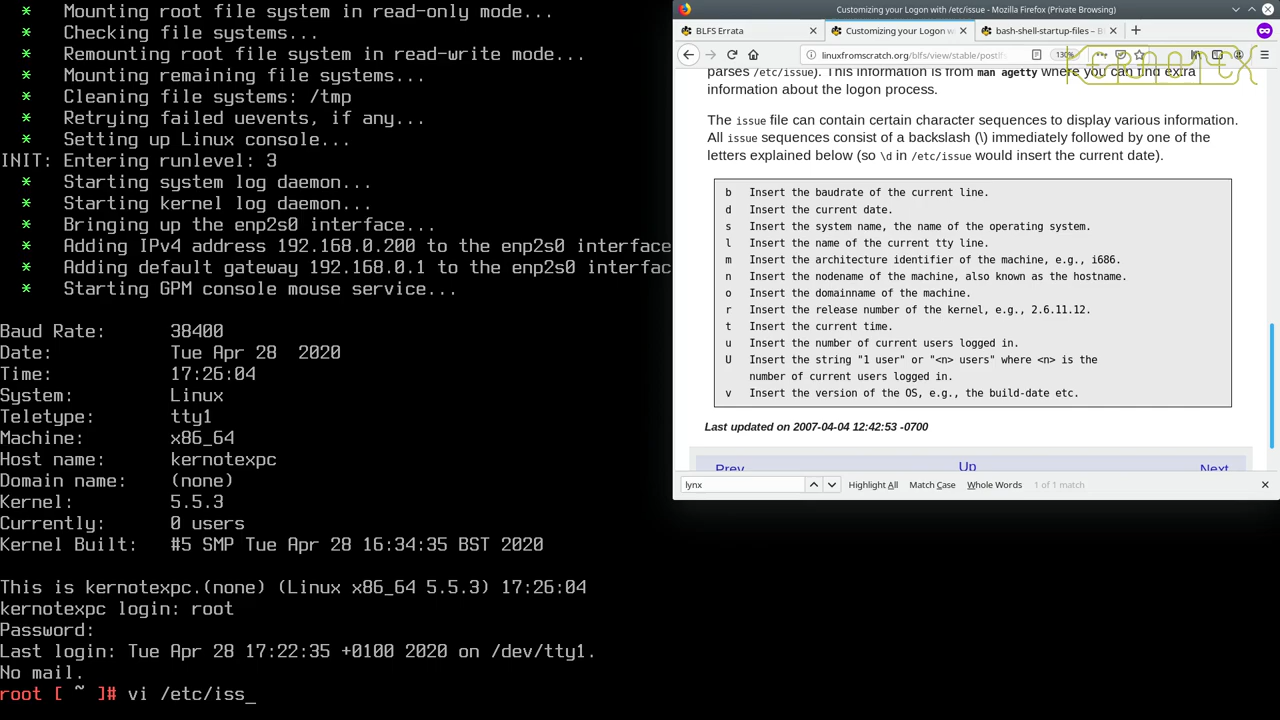 * Mounting root file system in read-only mode...
* Checking file systems...
* Remounting root file system in read-write mode...
* Mounting remaining file systems...
* Cleaning file systems: /tmp
* Retrying failed uevents, if any...
* Setting up Linux console...
INIT: Entering runlevel: 3
* Starting system log daemon...
* Starting kernel log daemon...
* Bringing up the enp2s0 interface...
* Adding IPv4 address 192.168.0.200 to the enp2s0 interface
* Adding default gateway 192.168.0.1 to the enp2s0 interfac
* Starting GPM console mouse service...
Baud Rate: 38400
Date: Tue Apr 28 2020
Time: 17:26:04
System: Linux
Teletype: tty1
Machine: x86_64
Host name: kernotexpc
Domain name: (none)
Kernel: 5.5.3
Currently: 0 users
Kernel Built: #5 SMP Tue Apr 28 16:34:35 BST 2020
This is kernotexpc.(none) (Linux x86_64 5.5.3) 17:26:04
kernotexpc login: root
Password:
Last login: Tue Apr 28 17:22:35 +0100 2020 on /dev/tty1.
No mail.
root [ ~ ]# vi /etc/iss_
Customizing your Logon with /etc/issue - Mozilla Firefox (Private Browsing)
BLFS Errata
Customizing your Logon w
bash-shell-startup-files – B
linuxfromscratch.org/blfs/view/stable/postl
130%
KernoteX
parses /etc/issue). This information is from man agetty where you can find extra
information about the logon process.
The issue file can contain certain character sequences to display various information.
All issue sequences consist of a backslash (\) immediately followed by one of the
letters explained below (so \d in /etc/issue would insert the current date).
b Insert the baudrate of the current line.
d Insert the current date.
s Insert the system name, the name of the operating system.
l Insert the name of the current tty line.
m Insert the architecture identifier of the machine, e.g., i686.
n Insert the nodename of the machine, also known as the hostname.
o Insert the domainname of the machine.
r Insert the release number of the kernel, e.g., 2.6.11.12.
t Insert the current time.
u Insert the number of current users logged in.
U Insert the string "1 user" or "<n> users" where <n> is the
number of current users logged in.
v Insert the version of the OS, e.g., the build-date etc.
Last updated on 2007-04-04 12:42:53 -0700
Prev Up Next
lynx
Highlight All Match Case Whole Words 1 of 1 match